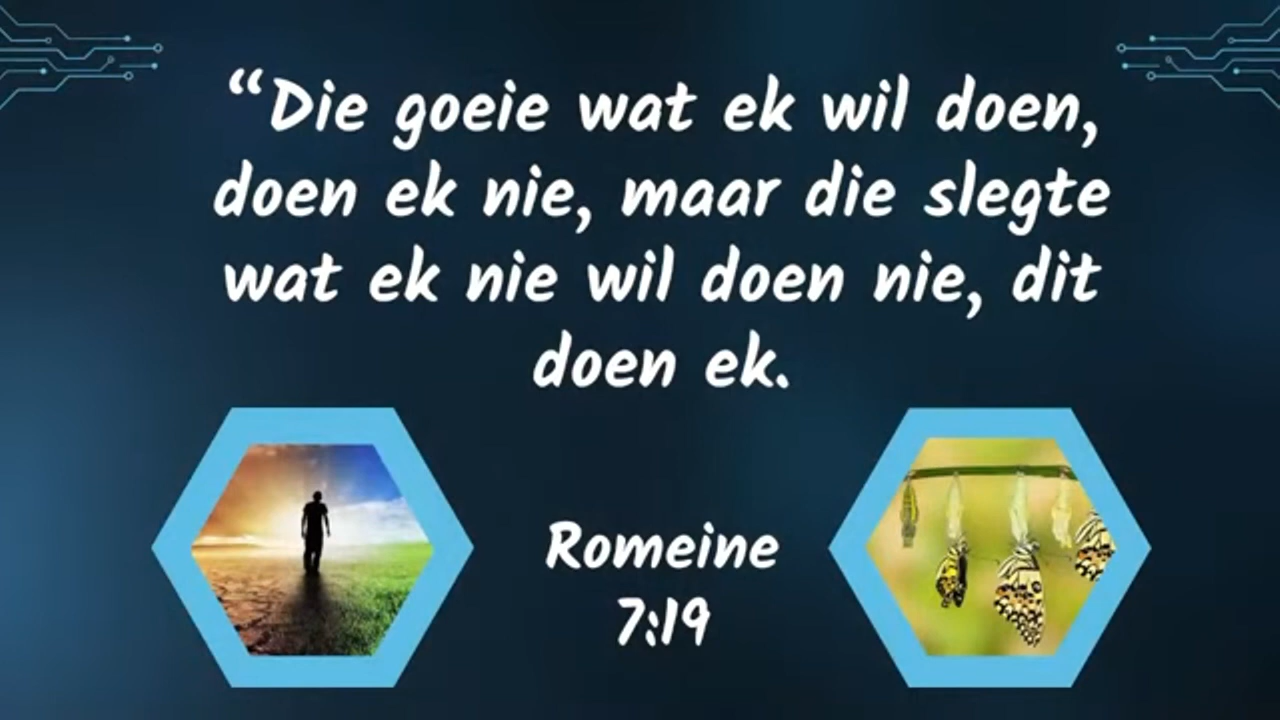 “Die goeie wat ek wil doen,
doen ek nie, maar die slegte
wat ek nie wil doen nie, dit
doen ek.
Romeine
7:19